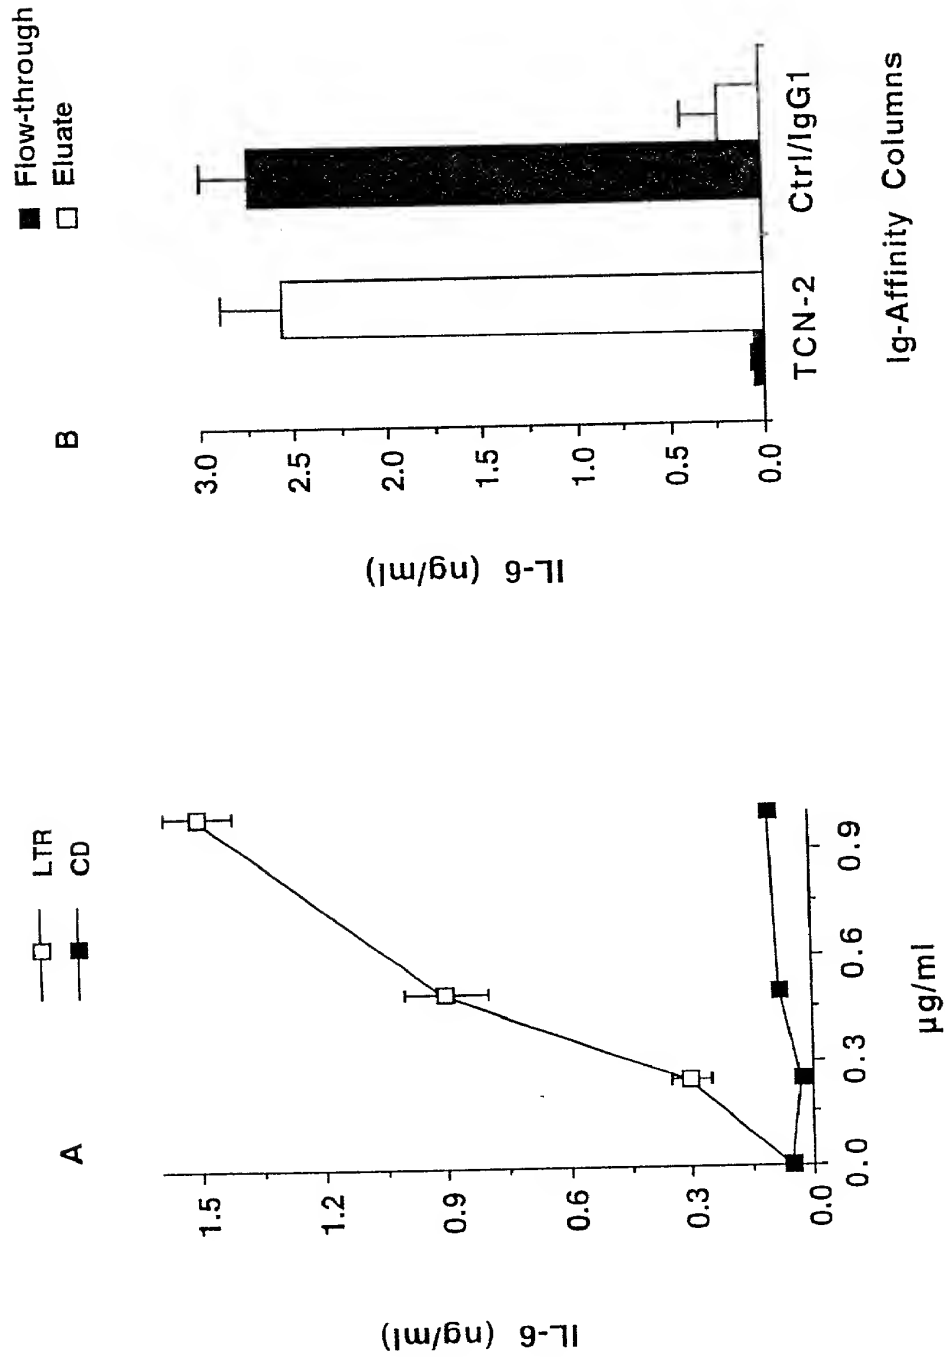 A
LTR
CD
IL-6 (ng/ml)
1.5
1.2
0.9
0.6
0.3
0.0
0.0 0.3 0.6 0.9
µg/ml
B
Flow-through
Eluate
IL-6 (ng/ml)
3.0
2.5
2.0
1.5
1.0
0.5
0.0
TCN-2 Ctrl/IgG1
Ig-Affinity Columns